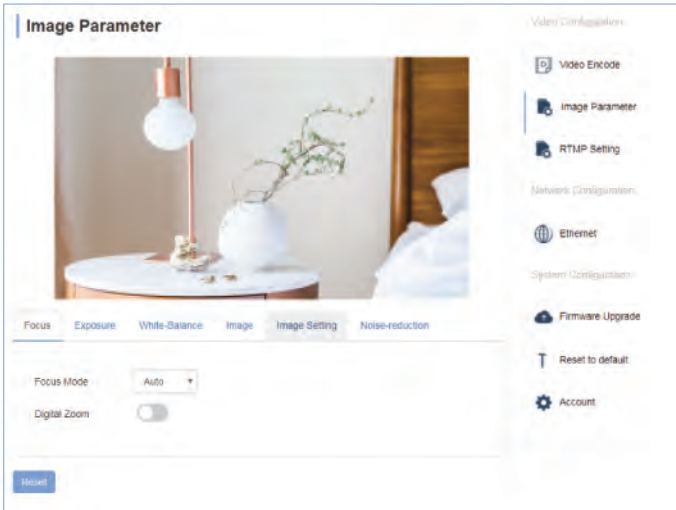 Image Parameter
Focus
Exposure
White-Balance
Image
Image Setting
Noise-reduction
Focus Mode
Auto
Digital Zoom
Reset
Video Configuration
Video Encode
Image Parameter
RTMP Setting
Network Configuration
Ethernet
System Configuration
Firmware Upgrade
Reset to default
Account